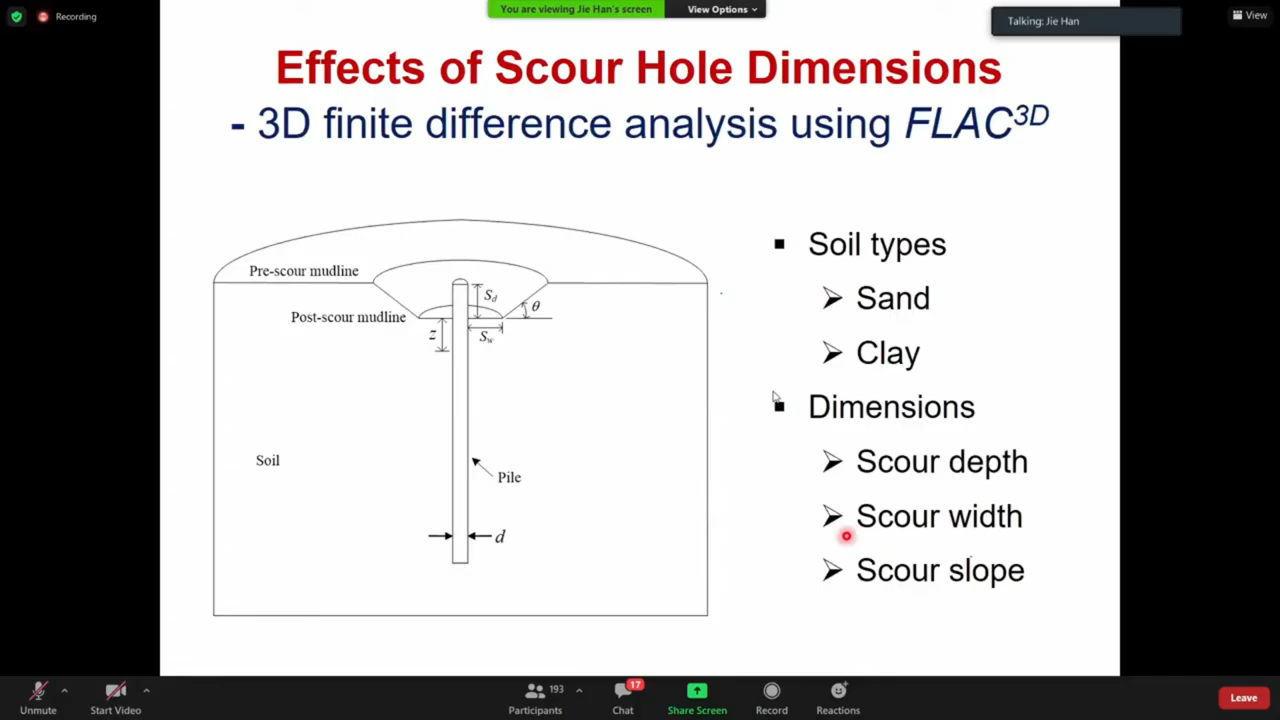 Recording
You are viewing Jie Han's screen
View Options
Talking: Jie Han
View
Effects of Scour Hole Dimensions
- 3D finite difference analysis using FLAC3D
Pre-scour mudline
Post-scour mudline
Sd
θ
z
Sw
Soil
Pile
d
■ Soil types
➢ Sand
➢ Clay
■ Dimensions
➢ Scour depth
➢ Scour width
➢ Scour slope
Unmute
Start Video
193
Participants
17
Chat
Share Screen
Record
Reactions
Leave